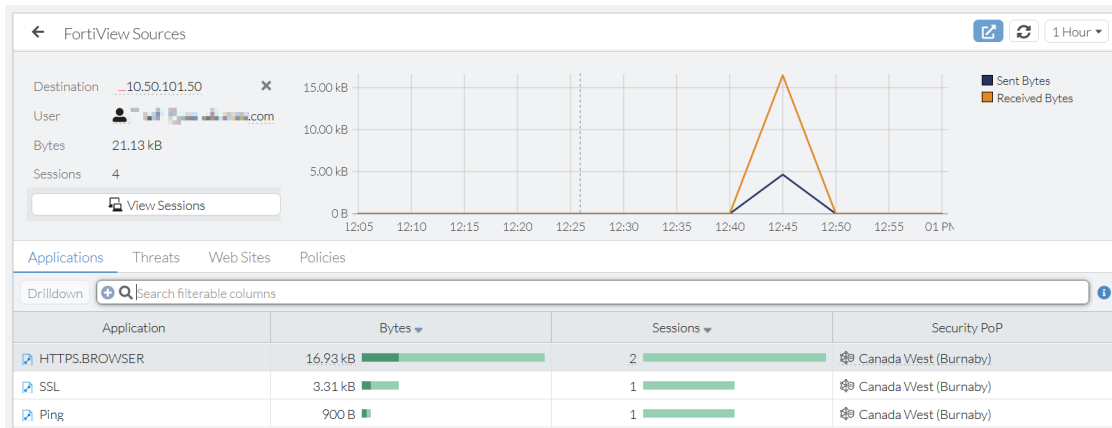 FortiView Sources
1 Hour
Destination 10.50.101.50
User .com
Bytes 21.13 kB
Sessions 4
View Sessions
15.00 kB
10.00 kB
5.00 kB
0 B
12:05 12:10 12:15 12:20 12:25 12:30 12:35 12:40 12:45 12:50 12:55 01 PM
Sent Bytes
Received Bytes
Applications Threats Web Sites Policies
Drilldown Search filterable columns
Application Bytes Sessions Security PoP
HTTPS.BROWSER 16.93 kB 2 Canada West (Burnaby)
SSL 3.31 kB 1 Canada West (Burnaby)
Ping 900 B 1 Canada West (Burnaby)